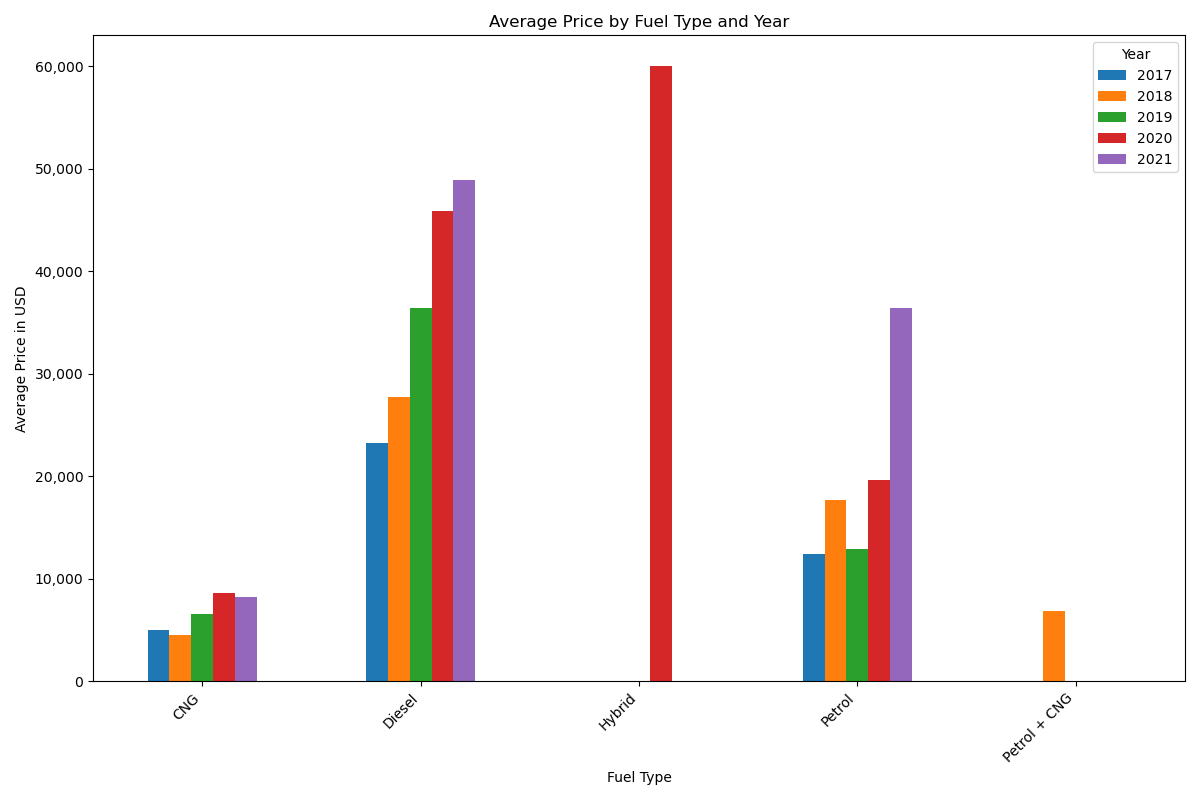 Average Price by Fuel Type and Year
Year
2017
2018
2019
2020
2021
60,000
50,000
40,000
30,000
20,000
10,000
0
Average Price in USD
CNG
Diesel
Hybrid
Petrol
Petrol + CNG
Fuel Type